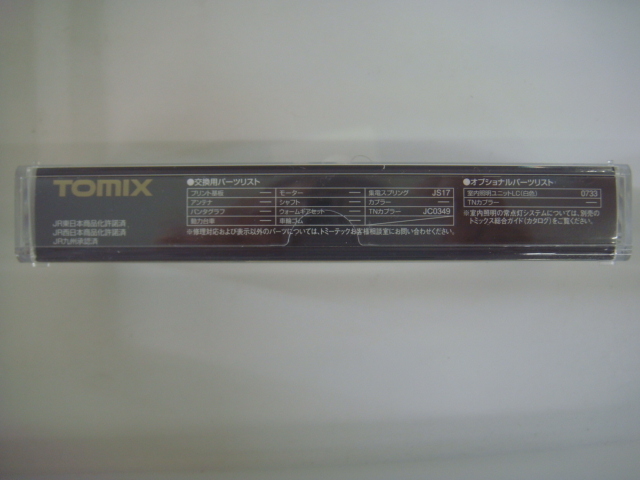 TOMIX
JR東日本商品化許諾済
JR西日本商品化許諾済
JR九州承認済
●交換用パーツリスト
プリント基板 — モーター — 集電スプリング JS17
アンテナ — シャフト — カプラー —
パンタグラフ — ウォームギアセット — TNカプラー JC0349
動力台車 — 車輪ゴム —
※修理対応および表示以外のパーツについては、トミーテックお客様相談室にお問い合わせください。
●オプショナルパーツリスト
室内照明ユニットLC(白色) 0733
TNカプラー —
※室内照明の常点灯システムについては、別売の
トミックス総合ガイド(カタログ)をご覧ください。